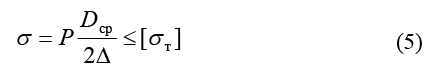 σ = P D_ср / 2Δ ≤ [σ_т] (5)